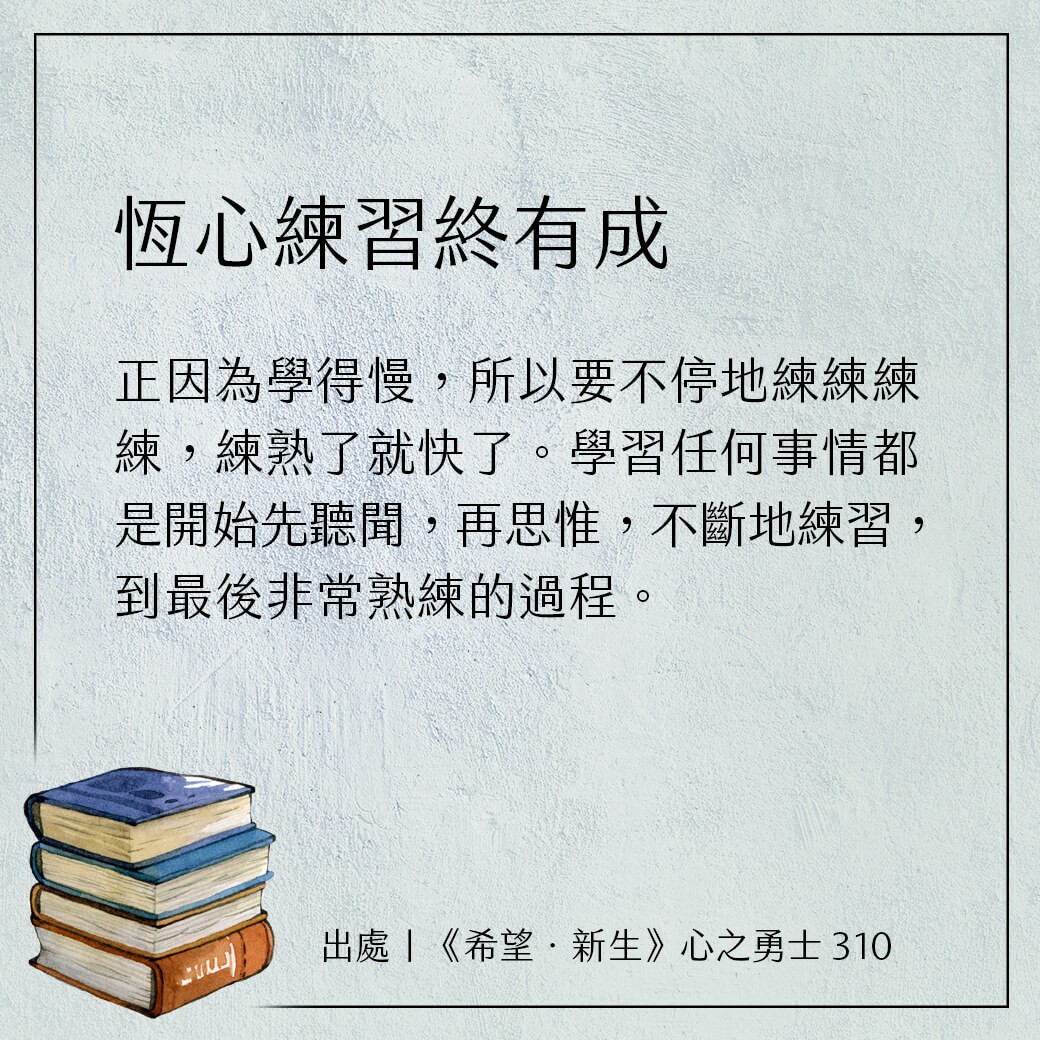 恆心練習終有成
正因為學得慢，所以要不停地練練練
練，練熟了就快了。學習任何事情都
是開始先聽聞，再思惟，不斷地練習，
到最後非常熟練的過程。
出處｜《希望．新生》心之勇士 310